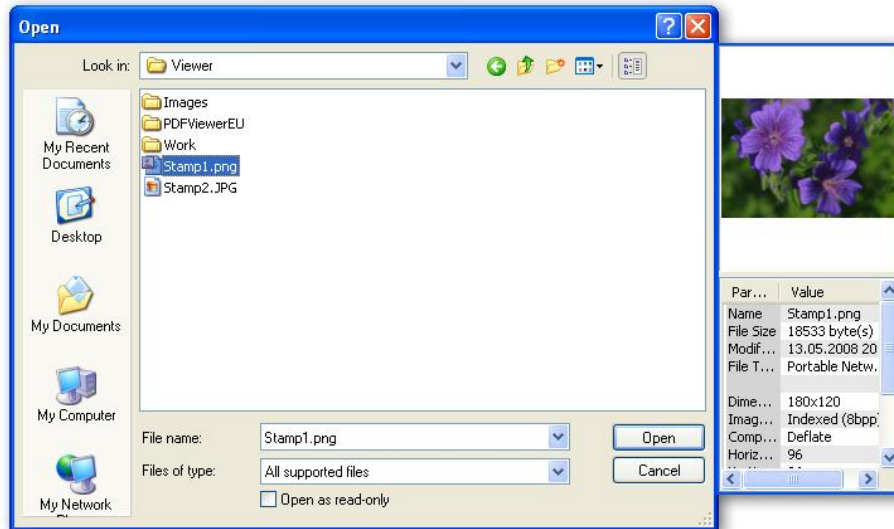 Open
Look in:
Viewer
My Recent
Documents
Desktop
My Documents
My Computer
My Network
Images
PDFViewerEU
Work
Stamp1.png
Stamp2.JPG
File name:
Stamp1.png
Open
Files of type:
All supported files
Cancel
Open as read-only
Par... Value
Name Stamp1.png
File Size 18533 byte(s)
Modif... 13.05.2008 20
File T... Portable Netw.
Dime... 180x120
Imag... Indexed (8bpp)
Comp... Deflate
Horiz... 96